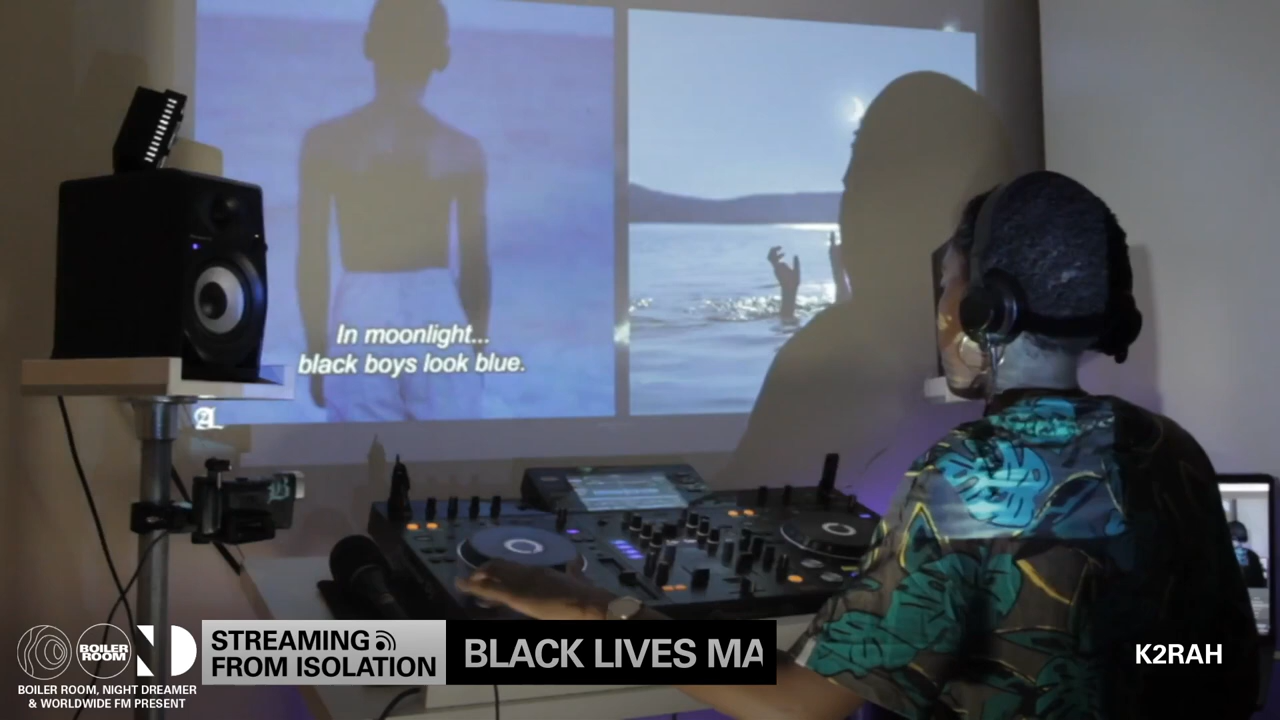 In moonlight...
black boys look blue.
BOILER
ROOM
ND
STREAMING
FROM ISOLATION
BLACK LIVES MA
K2RAH
BOILER ROOM, NIGHT DREAMER
& WORLDWIDE FM PRESENT